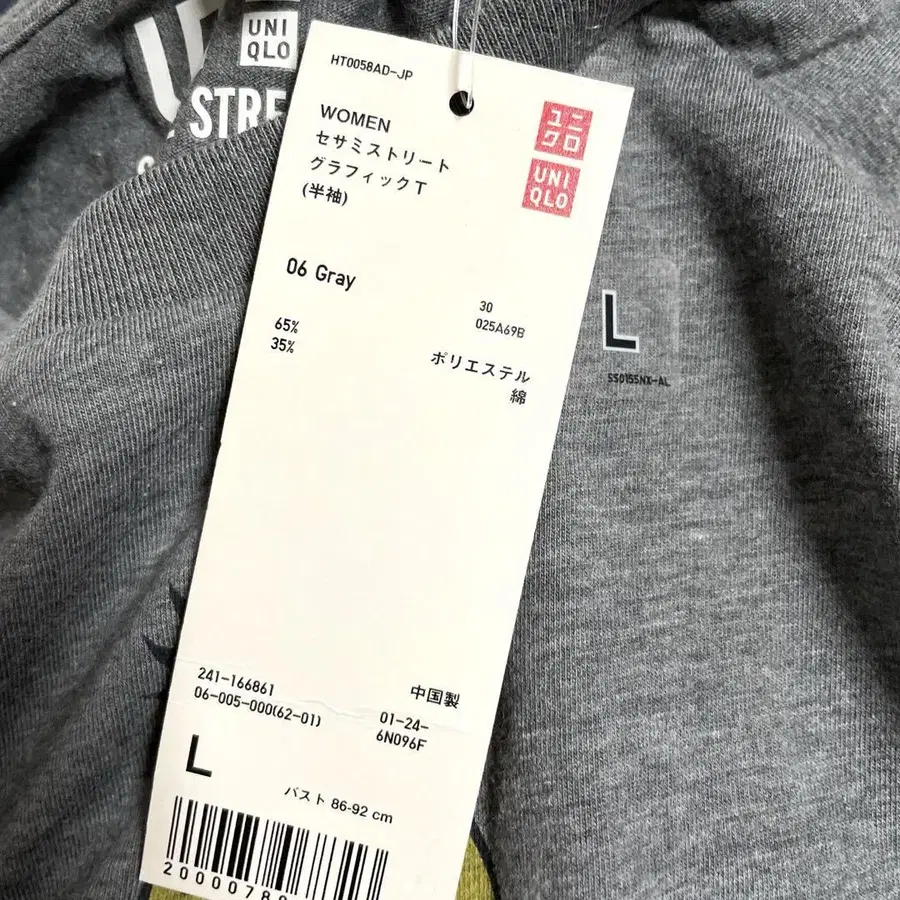 UNI
QLO
STRE
HT0058AD-JP
WOMEN
セサミストリート
グラフィックT
(半袖)
ユニ
クロ
UNI
QLO
06 Gray
30
025A69B
65%
35%
ポリエステル
綿
L
SS0155NX-AL
241-166861
06-005-000(62-01)
中国製
01-24-
6N096F
L
バスト 86-92 cm
2000078